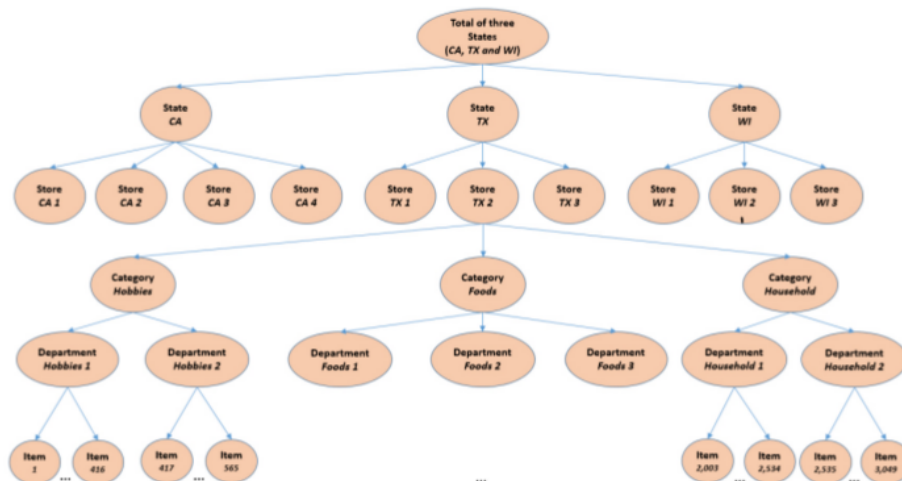 Total of three
States
(CA, TX and WI)
State
CA
State
TX
State
WI
Store
CA 1
Store
CA 2
Store
CA 3
Store
CA 4
Store
TX 1
Store
TX 2
Store
TX 3
Store
WI 1
Store
WI 2
Store
WI 3
Category
Hobbies
Category
Foods
Category
Household
Department
Hobbies 1
Department
Hobbies 2
Department
Foods 1
Department
Foods 2
Department
Foods 3
Department
Household 1
Department
Household 2
Item
1
...
Item
416
Item
417
...
Item
565
...
Item
2,003
...
Item
2,534
Item
2,535
...
Item
3,049